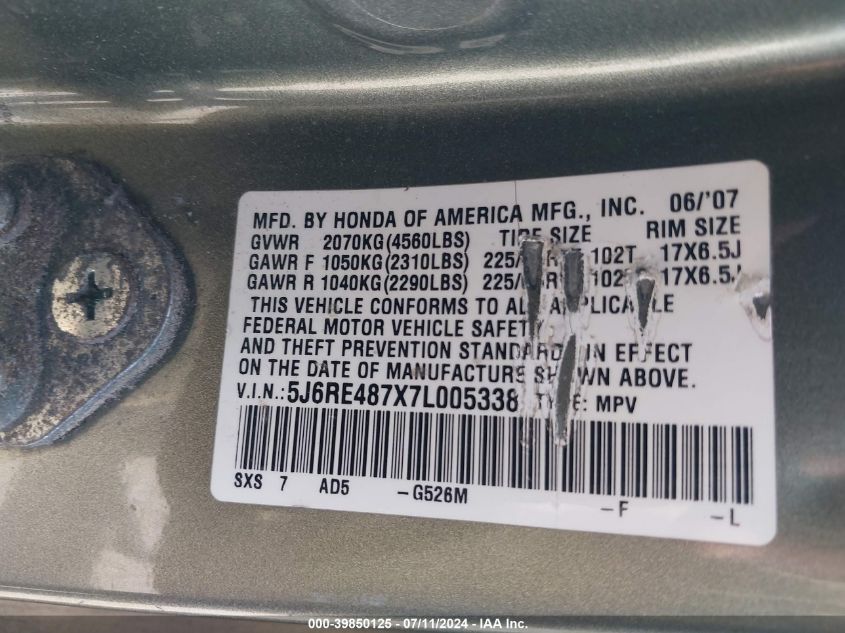 MFD. BY HONDA OF AMERICA MFG., INC. 06/'07
GVWR 2070KG(4560LBS) TIRE SIZE RIM SIZE
GAWR F 1050KG(2310LBS) 102T 17X6.5J
GAWR R 1040KG(2290LBS) 17X6.5J
THIS VEHICLE CONFORMS TO ALL APPLICABLE
FEDERAL MOTOR VEHICLE SAFETY
AND THEFT PREVENTION STANDARDS IN EFFECT
ON THE DATE OF MANUFACTURE SHOWN ABOVE.
V.I.N.: 5J6RE487X7L005338 TYPE: MPV
SXS 7 AD5 -G526M -F -L
000-39850125 - 07/11/2024 - IAA Inc.